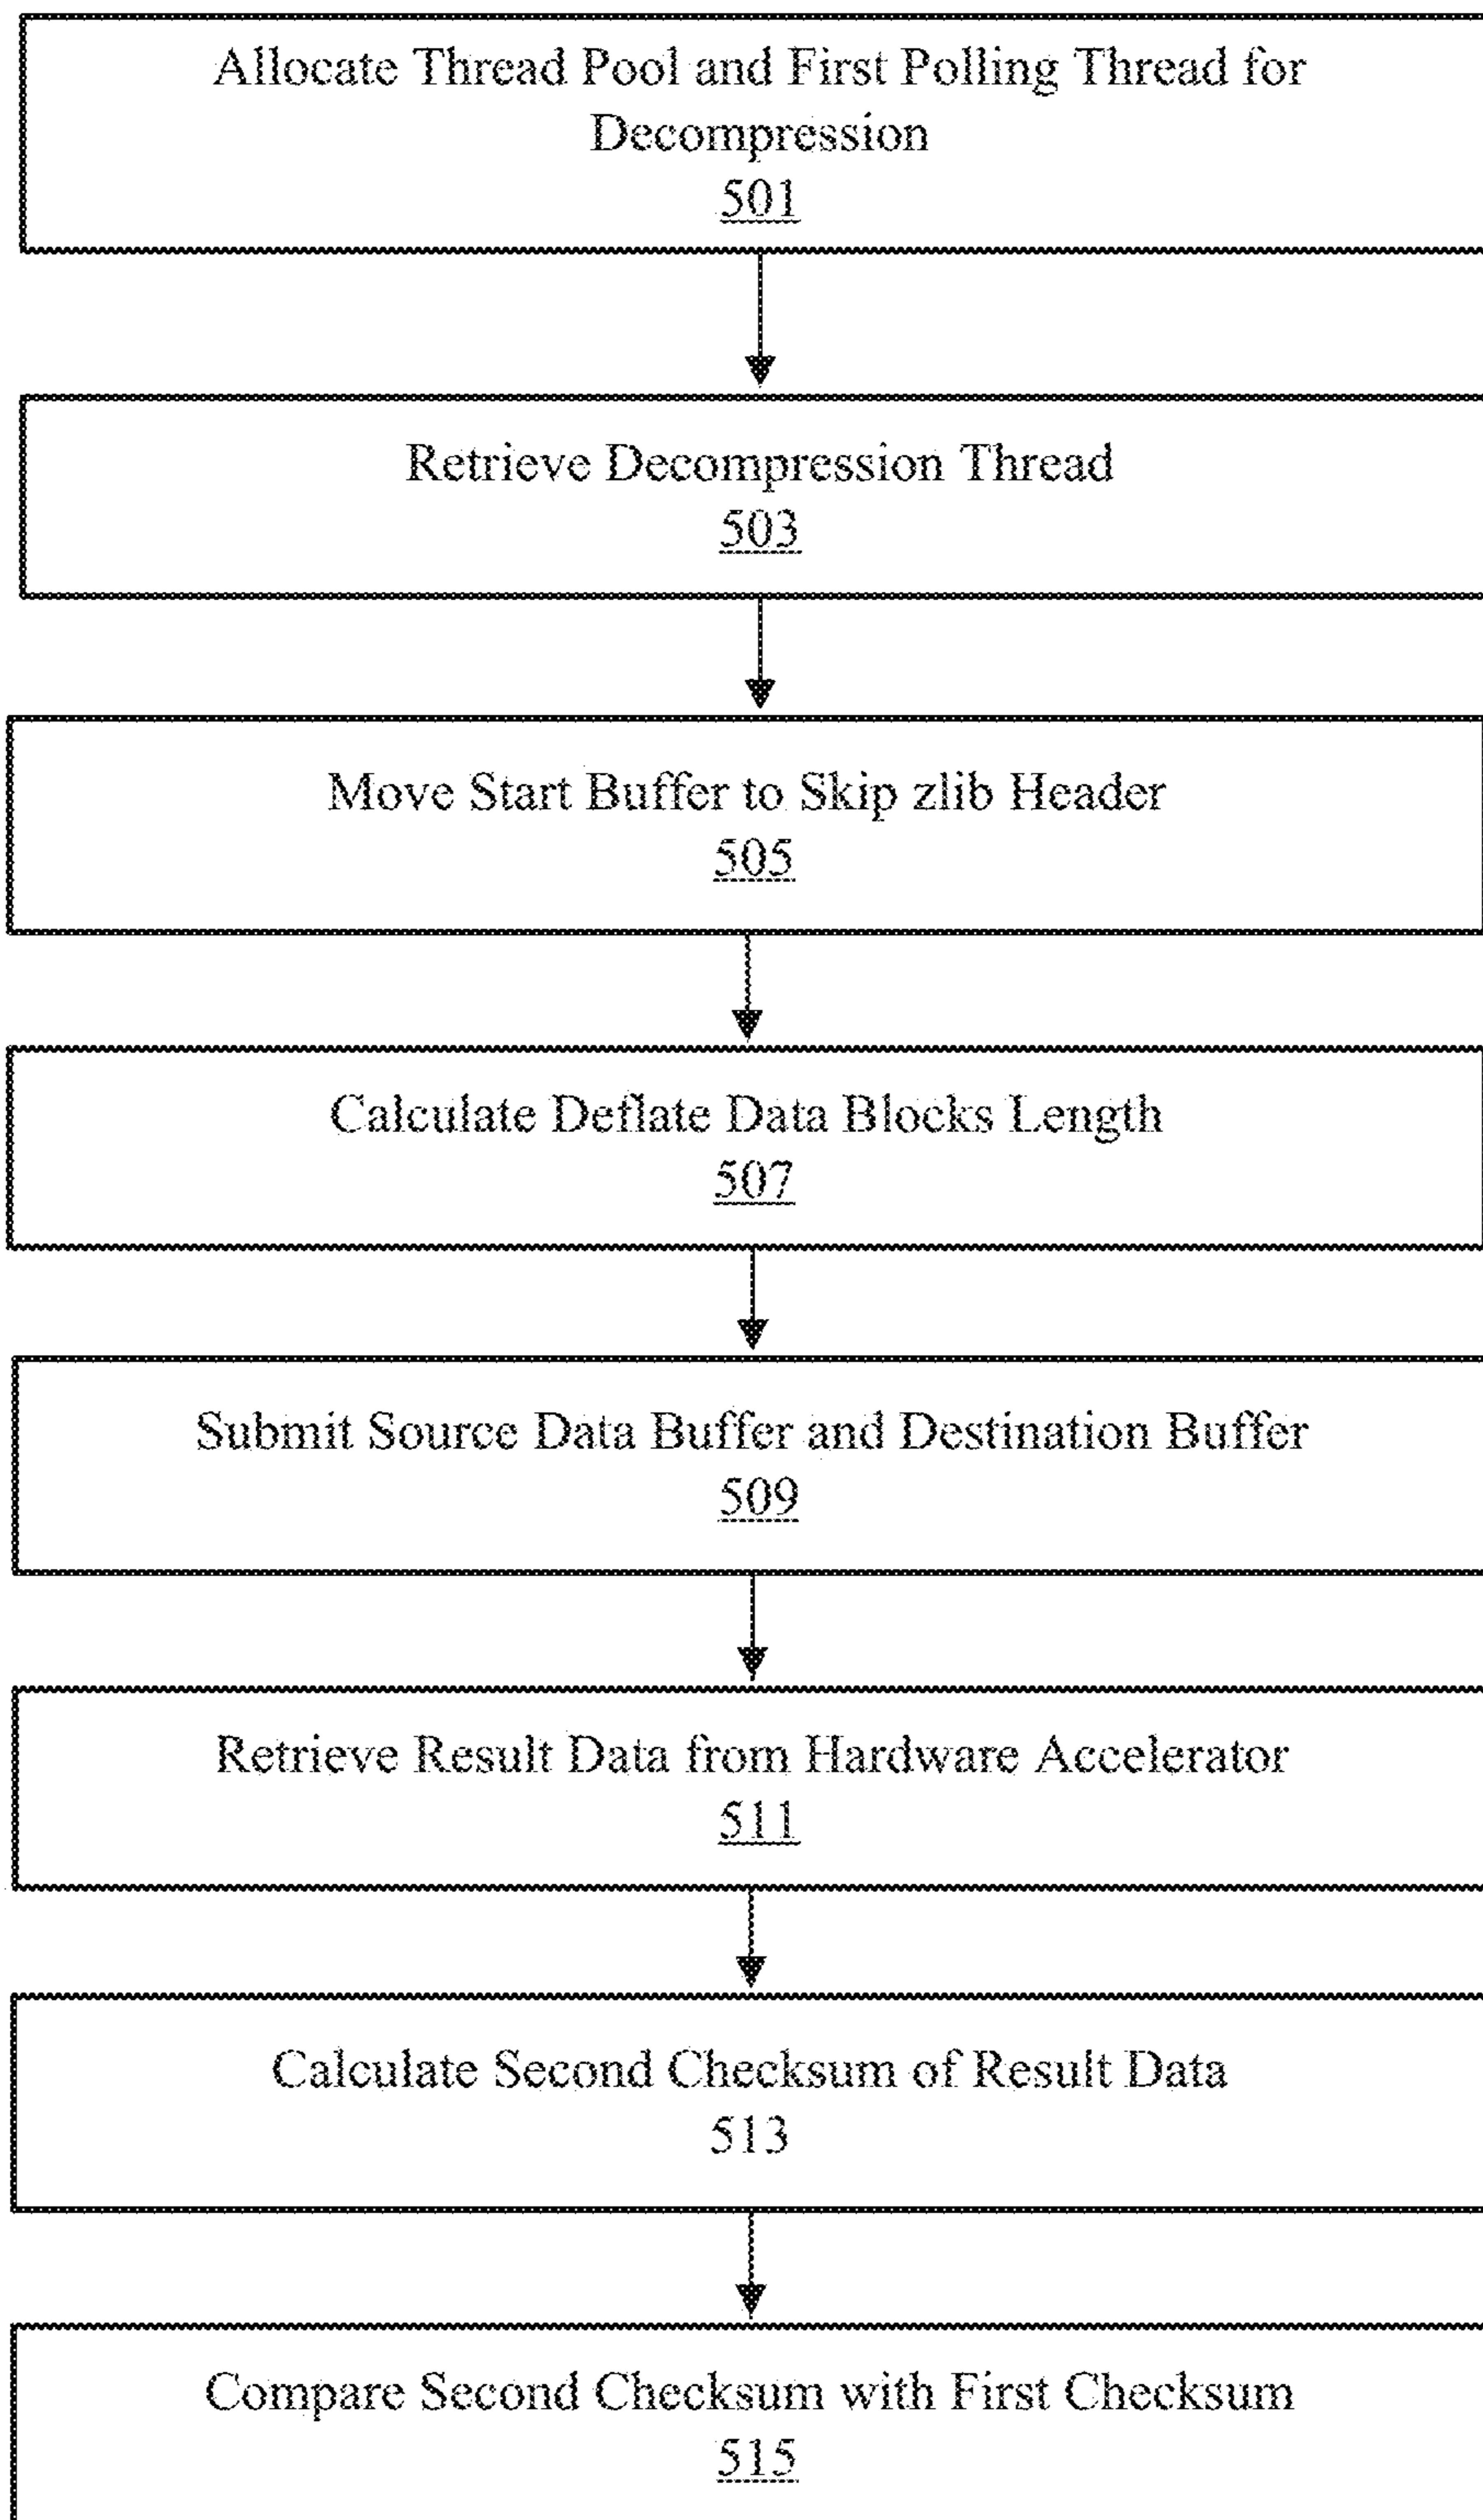 Allocate Thread Pool and First Polling Thread for
Decompression
501
Retrieve Decompression Thread
503
Move Start Buffer to Skip zlib Header
505
Calculate Deflate Data Blocks Length
507
Submit Source Data Buffer and Destination Buffer
509
Retrieve Result Data from Hardware Accelerator
511
Calculate Second Checksum of Result Data
513
Compare Second Checksum with First Checksum
515